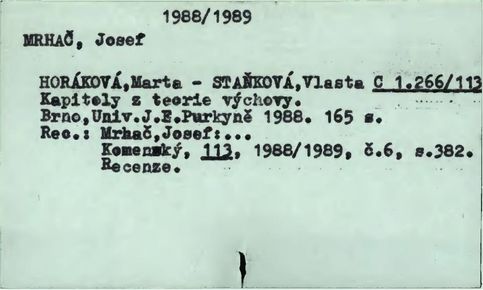 1988/1989
MRHAČ, Josef
HORÁKOVÁ,Marta - STAŇKOVÁ,Vlasta C 1.266/113
Kapitoly z teorie výchovy.
Brno,Univ.J.E.Purkyně 1988. 165 s.
Rec.: Mrhač,Josef:...
Komenský, 113, 1988/1989, č.6, s.382.
Recenze.